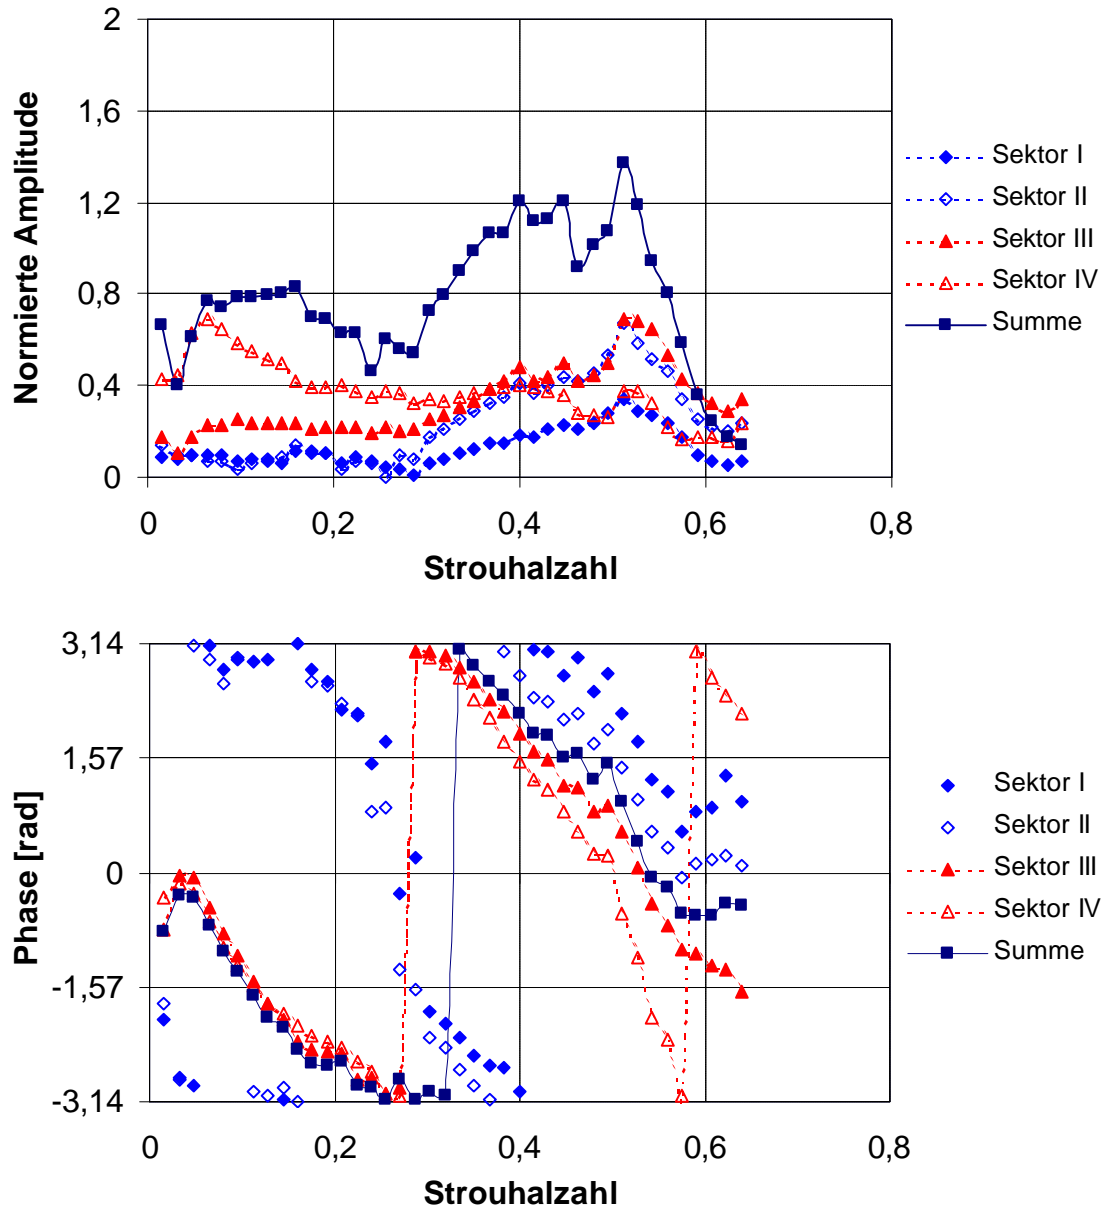 Normierte Amplitude
2
1,6
1,2
0,8
0,4
0
0 0,2 0,4 0,6 0,8
Strouhalzahl
Sektor I
Sektor II
Sektor III
Sektor IV
Summe
Phase [rad]
3,14
1,57
0
-1,57
-3,14
0 0,2 0,4 0,6 0,8
Strouhalzahl
Sektor I
Sektor II
Sektor III
Sektor IV
Summe